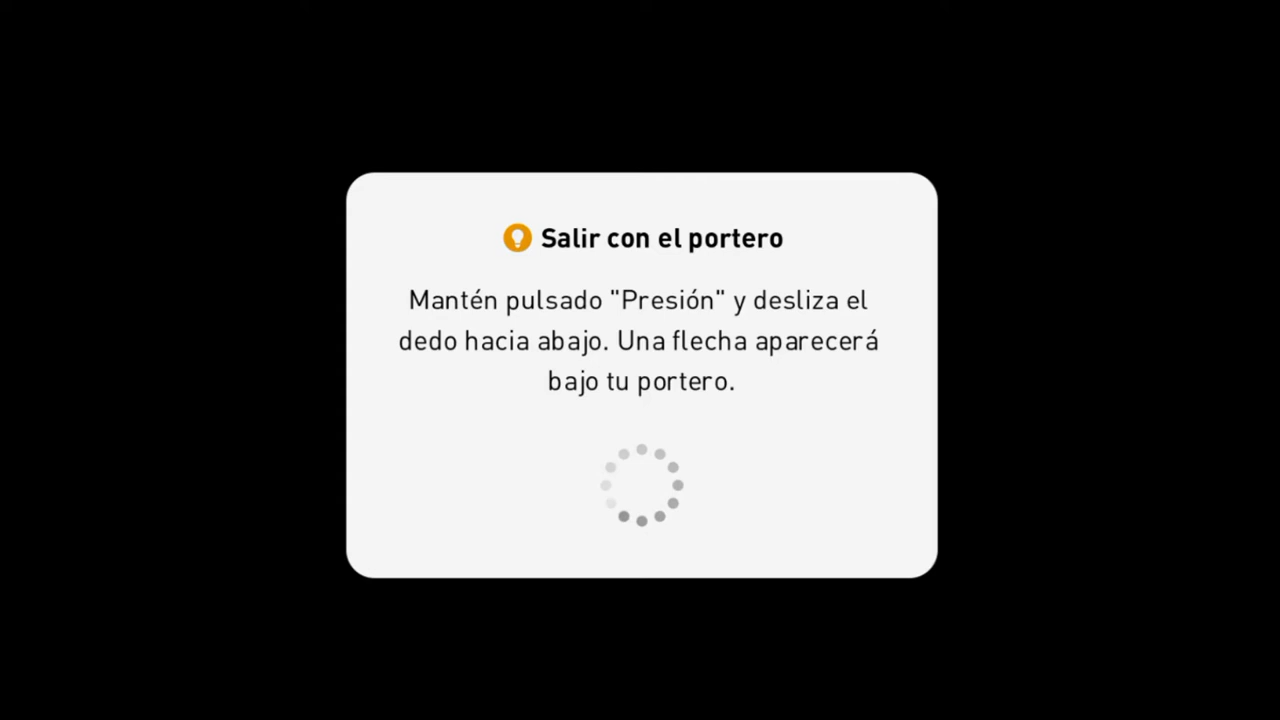 Salir con el portero
Mantén pulsado "Presión" y desliza el
dedo hacia abajo. Una flecha aparecerá
bajo tu portero.